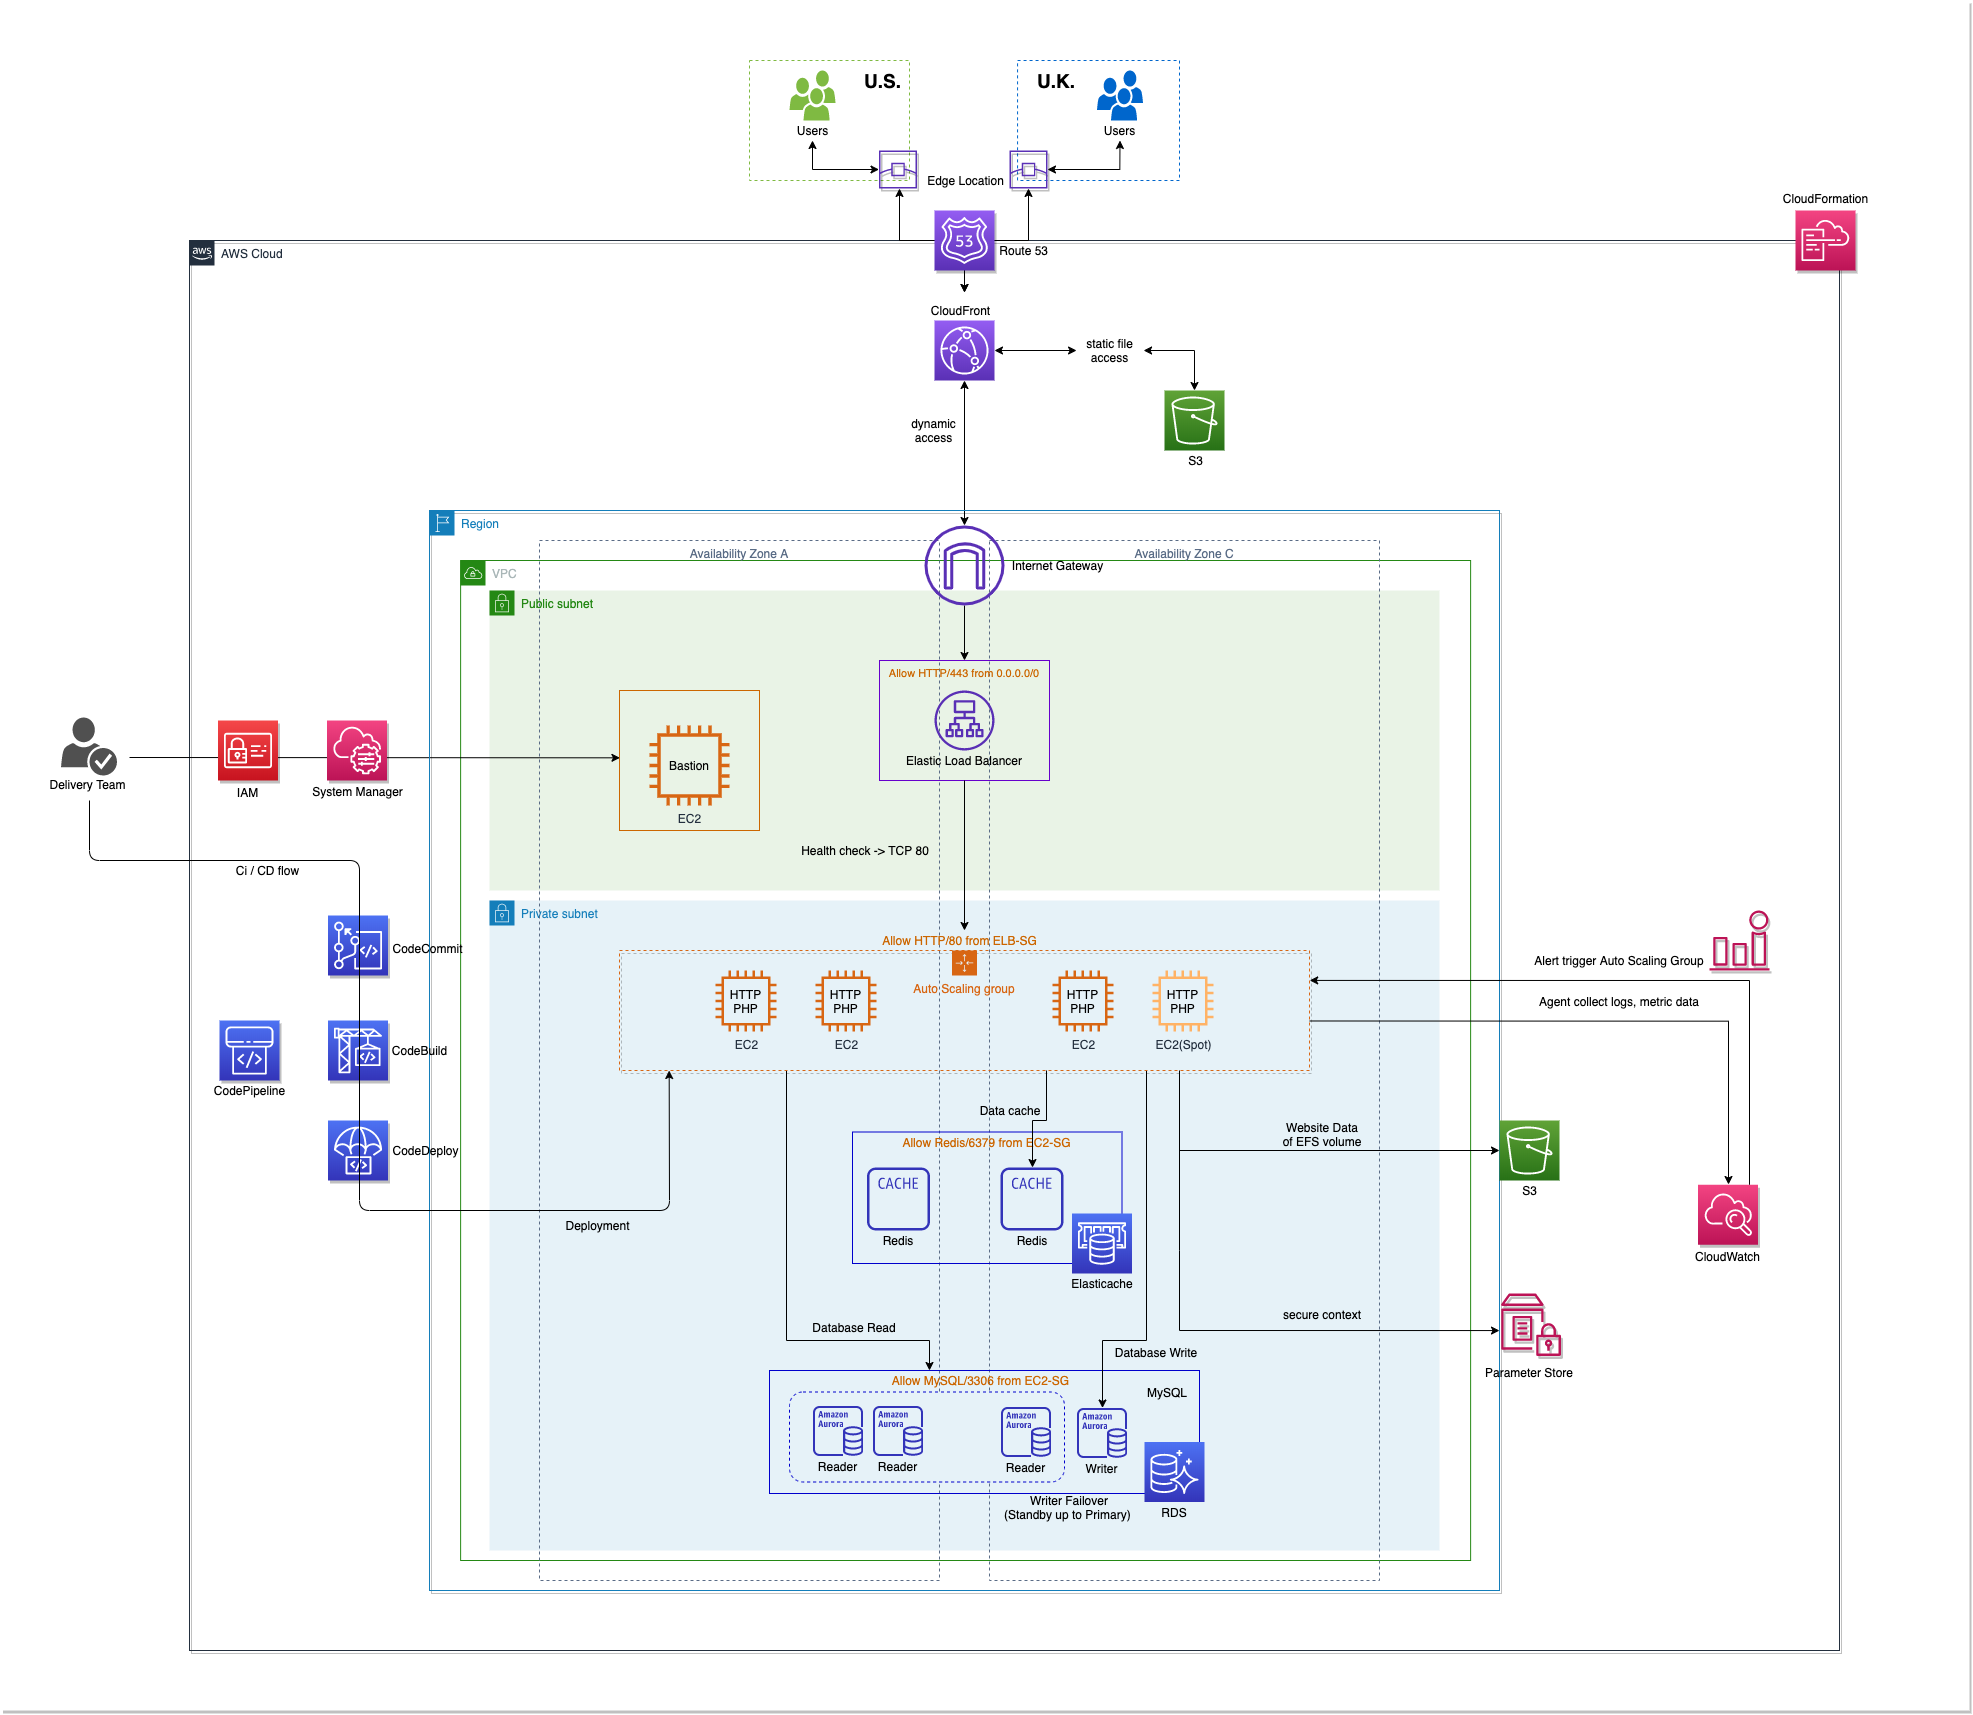 U.S.
Users
U.K.
Users
Edge Location
CloudFormation
aws
AWS Cloud
53
Route 53
CloudFront
static file
access
dynamic
access
S3
Region
Availability Zone A
Availability Zone C
Internet Gateway
VPC
Public subnet
Allow HTTP/443 from 0.0.0.0/0
Elastic Load Balancer
Bastion
EC2
Delivery Team
IAM
System Manager
Health check -> TCP 80
Ci / CD flow
Private subnet
Allow HTTP/80 from ELB-SG
Auto Scaling group
HTTP
PHP
EC2
HTTP
PHP
EC2
HTTP
PHP
EC2
HTTP
PHP
EC2(Spot)
Alert trigger Auto Scaling Group
Agent collect logs, metric data
CodeCommit
CodeBuild
CodePipeline
CodeDeploy
Deployment
Data cache
Allow Redis/6379 from EC2-SG
CACHE
Redis
CACHE
Redis
Elasticache
Website Data
of EFS volume
S3
CloudWatch
secure context
Parameter Store
Database Read
Database Write
Allow MySQL/3306 from EC2-SG
MySQL
Amazon
Aurora
Reader
Amazon
Aurora
Reader
Amazon
Aurora
Reader
Amazon
Aurora
Writer
RDS
Writer Failover
(Standby up to Primary)